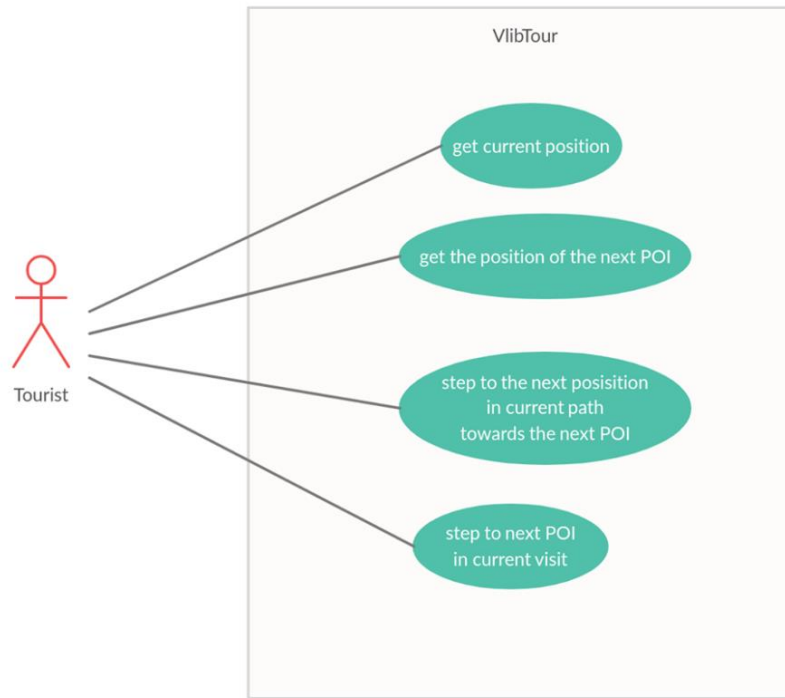 VlibTour
get current position
get the position of the next POI
step to the next posisition
in current path
towards the next POI
step to next POI
in current visit
Tourist